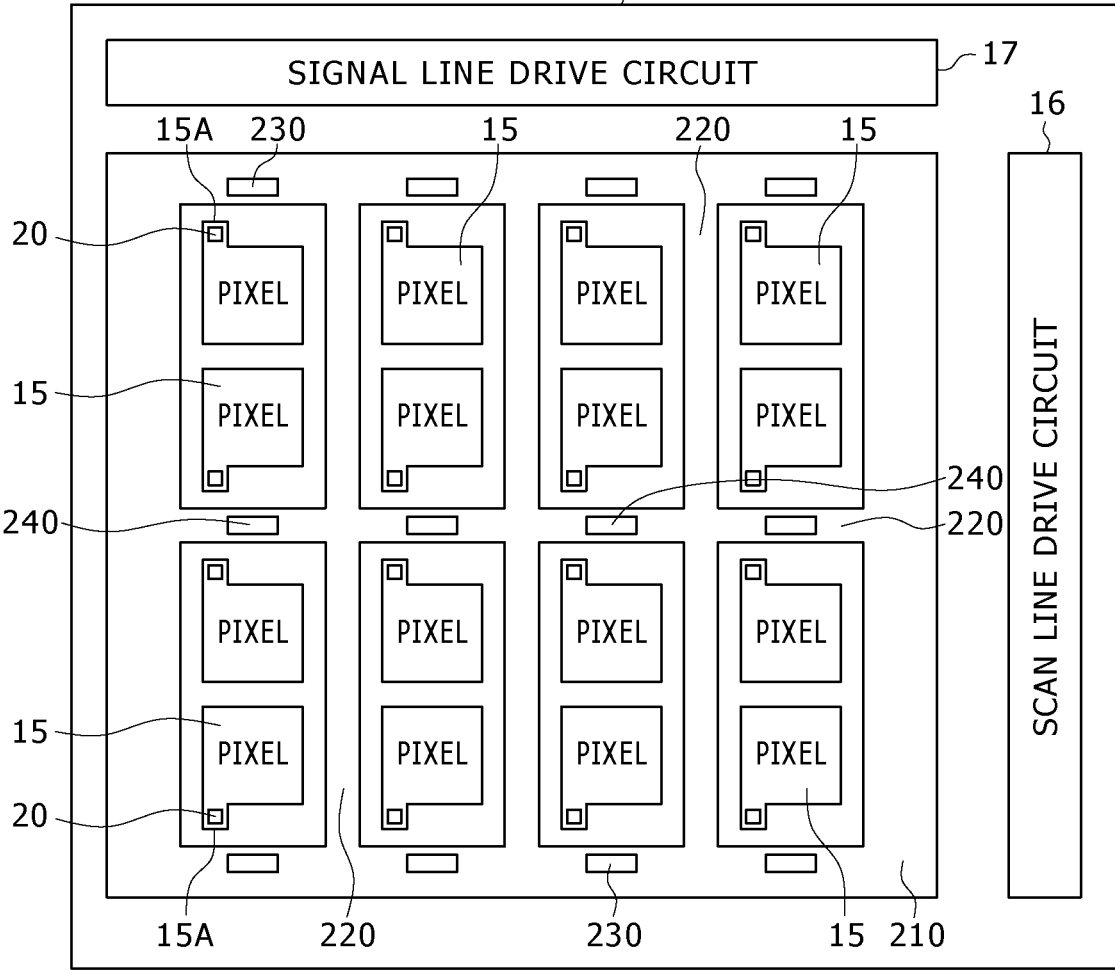 SIGNAL LINE DRIVE CIRCUIT
17
16
15A 230 15 220 15
20
PIXEL PIXEL PIXEL PIXEL
15
PIXEL PIXEL PIXEL PIXEL
240
240 220
SCAN LINE DRIVE CIRCUIT
PIXEL PIXEL PIXEL PIXEL
15
PIXEL PIXEL PIXEL PIXEL
20
15A 220 230 15 210